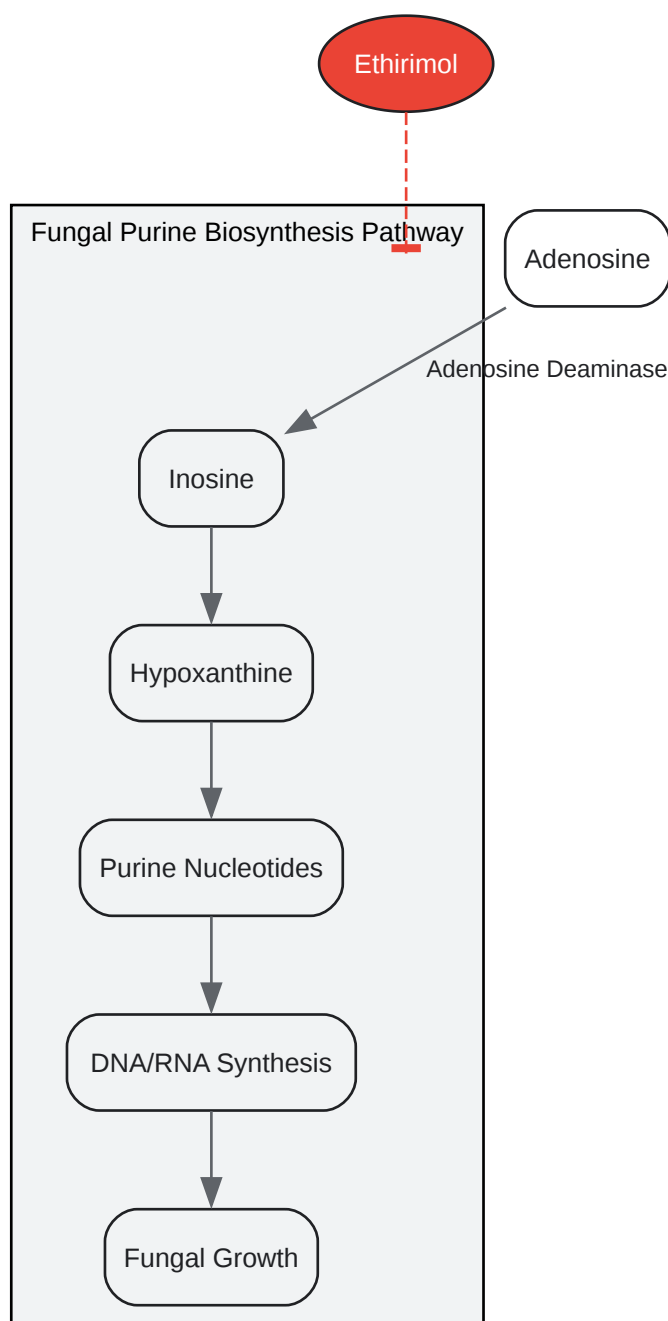 Ethirimol
Fungal Purine Biosynthesis Pathway
Adenosine
Adenosine Deaminase
Inosine
Hypoxanthine
Purine Nucleotides
DNA/RNA Synthesis
Fungal Growth